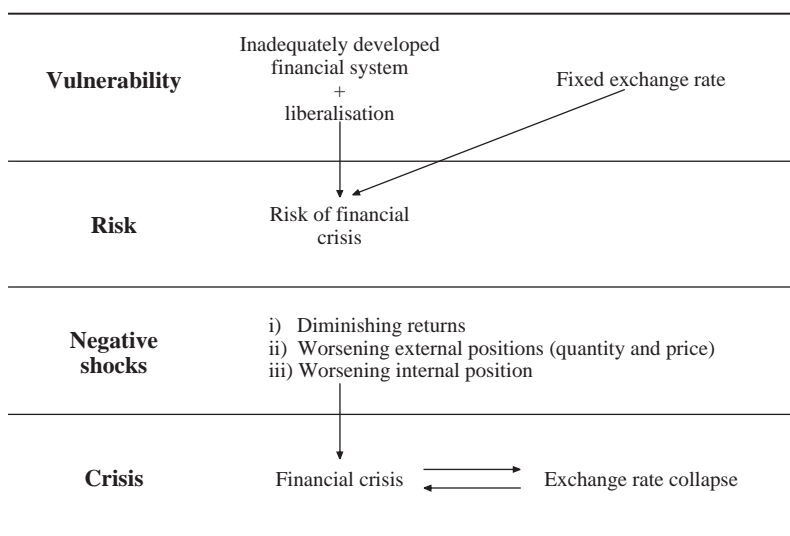 Vulnerability
Inadequately developed
financial system
+
liberalisation
Fixed exchange rate
Risk
Risk of financial
crisis
Negative
shocks
i) Diminishing returns
ii) Worsening external positions (quantity and price)
iii) Worsening internal position
Crisis
Financial crisis
Exchange rate collapse